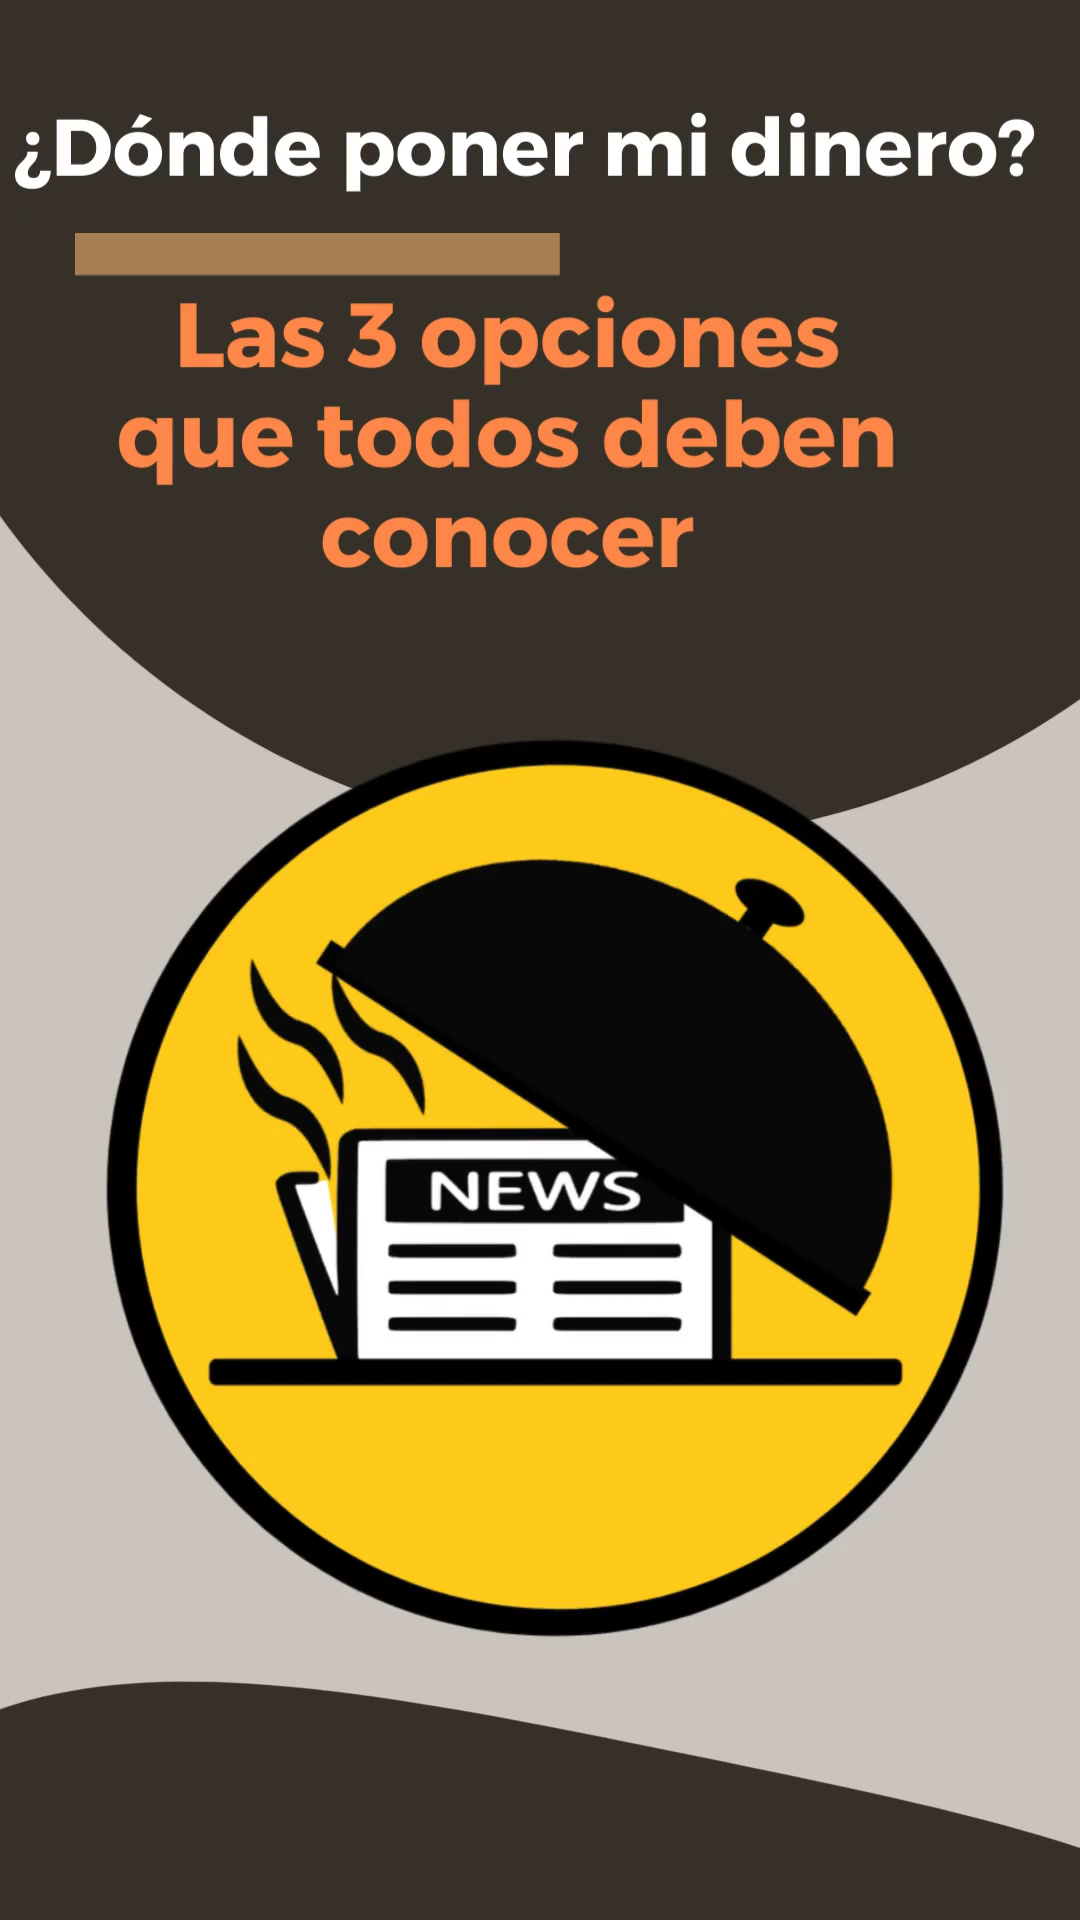 ¿Dónde poner mi dinero?
Las 3 opciones
que todos deben
conocer
NEWS